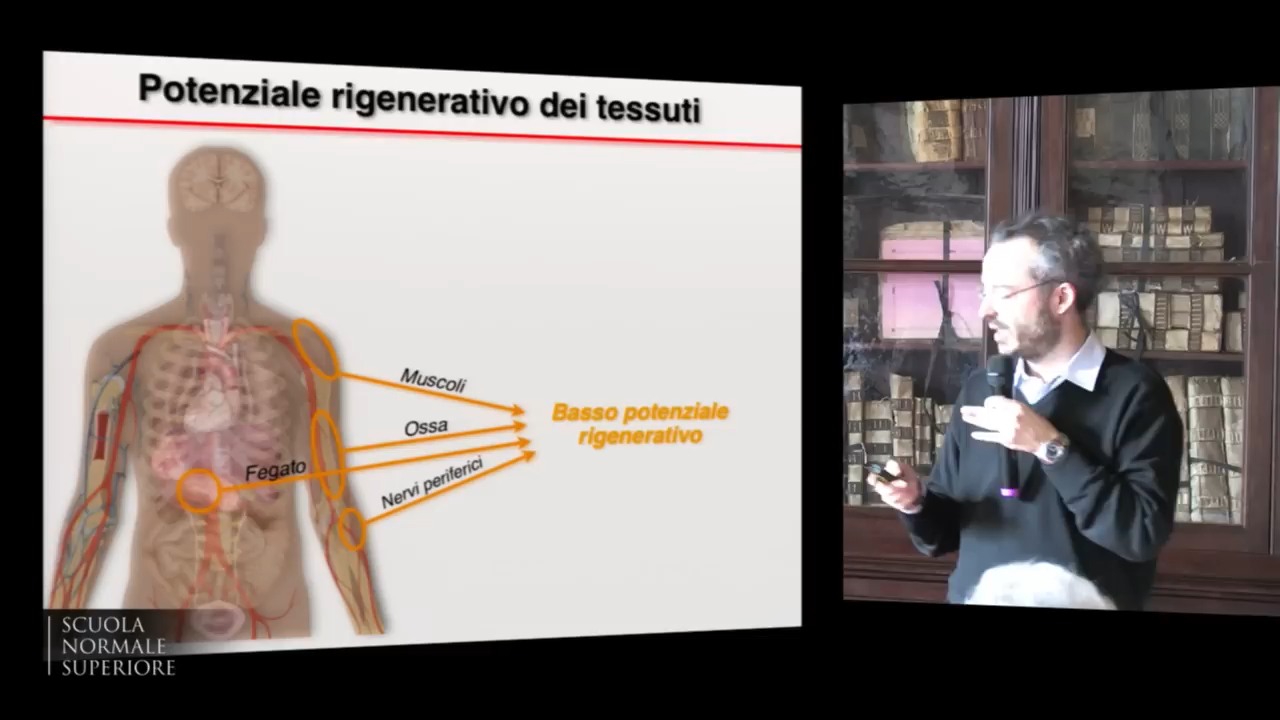 Potenziale rigenerativo dei tessuti
Muscoli
Ossa
Fegato
Nervi periferici
Basso potenziale
rigenerativo
SCUOLA
NORMALE
SUPERIORE